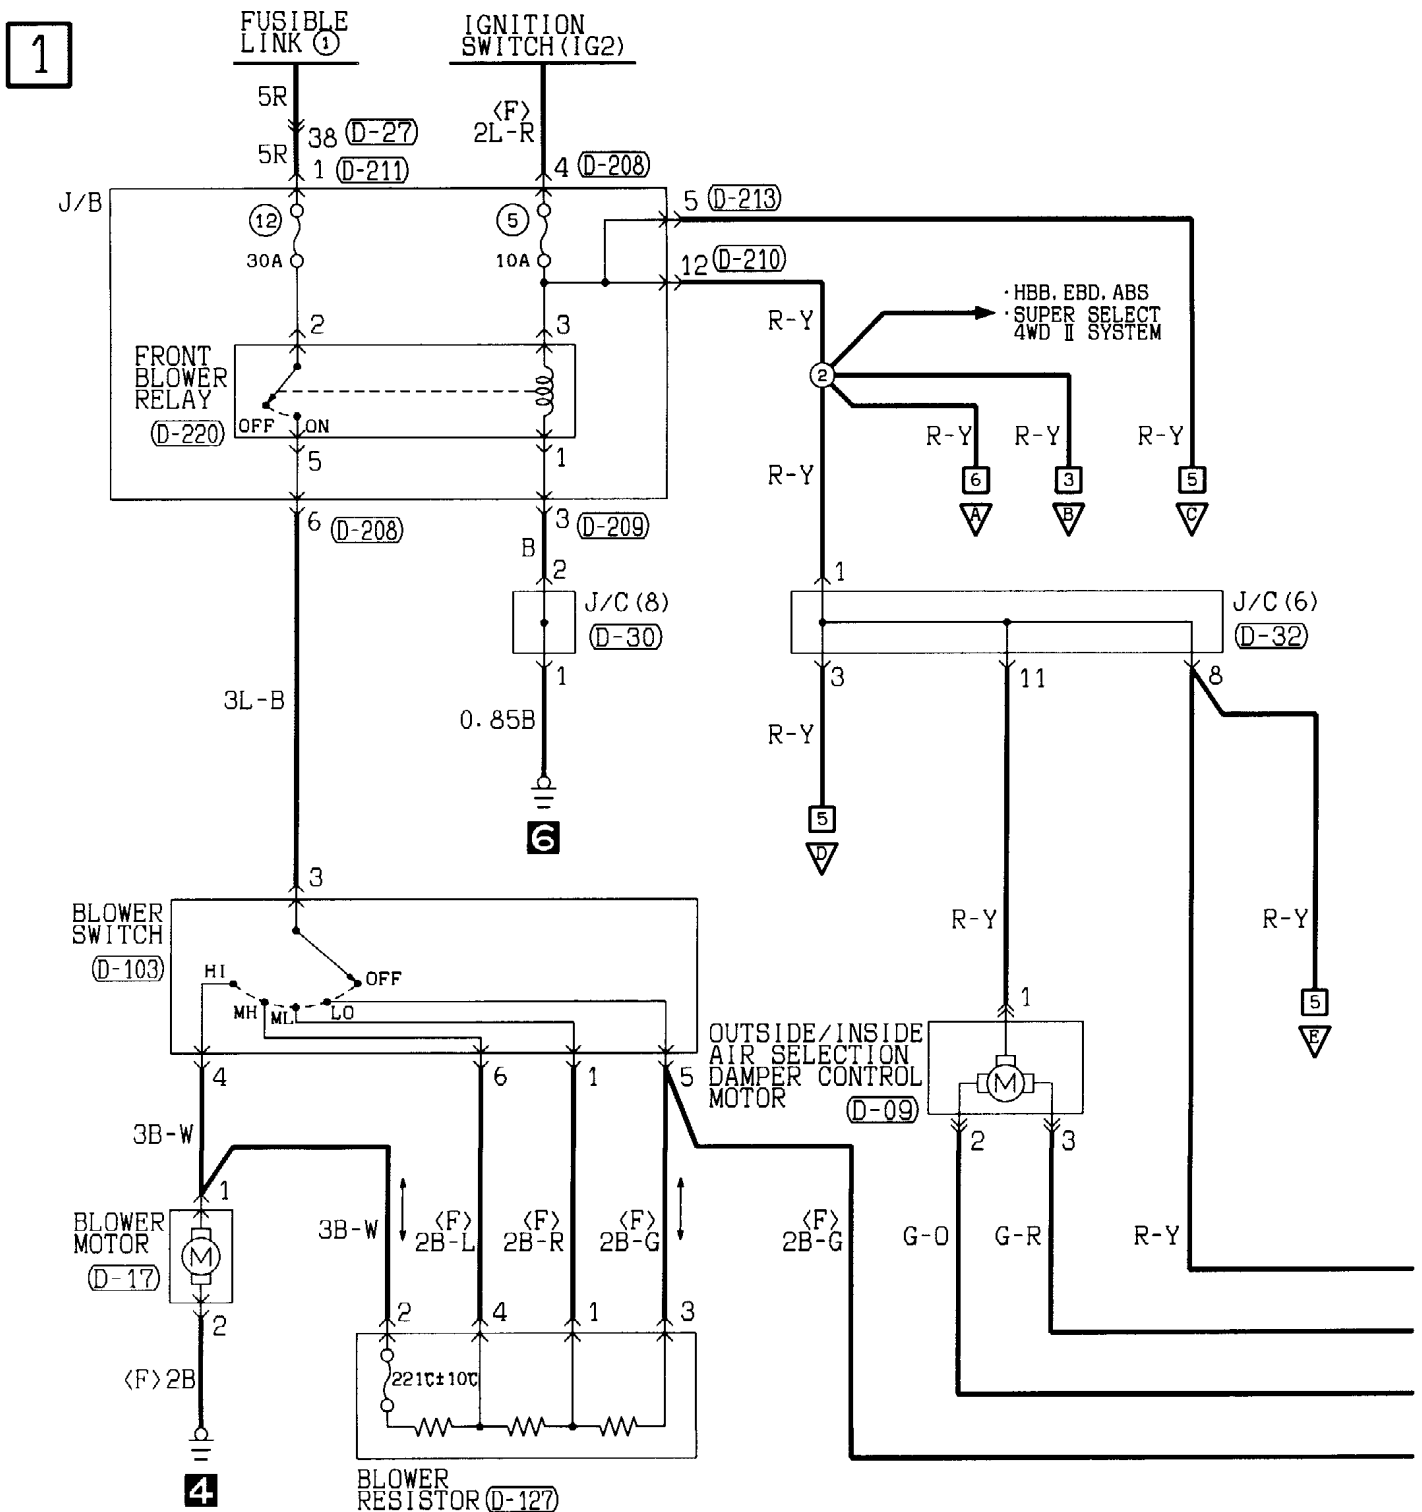 1
FUSIBLE
LINK ①
IGNITION
SWITCH(IG2)
5R
38 (D-27)
5R
1 (D-211)
<F>
2L-R
4 (D-208)
J/B
12
30A
5
10A
5 (D-213)
12 (D-210)
2
3
FRONT
BLOWER
RELAY
(D-220)
OFF
ON
5
1
6 (D-208)
3 (D-209)
B
2
J/C(8)
(D-30)
1
0.85B
6
R-Y
·HBB, EBD, ABS
·SUPER SELECT
4WD Ⅱ SYSTEM
2
R-Y
R-Y
R-Y
R-Y
6
3
5
A
B
C
1
J/C(6)
(D-32)
3
11
8
R-Y
5
D
3L-B
3
BLOWER
SWITCH
(D-103)
HI
MH
ML
LO
OFF
4
6
1
5
R-Y
R-Y
1
5
E
OUTSIDE/INSIDE
AIR SELECTION
DAMPER CONTROL
MOTOR
(D-09)
M
2
3
3B-W
1
BLOWER
MOTOR
(D-17)
M
2
<F>2B
4
3B-W
<F>
2B-L
<F>
2B-R
<F>
2B-G
<F>
2B-G
G-O
G-R
R-Y
2
4
1
3
221℃±10℃
BLOWER
RESISTOR (D-127)